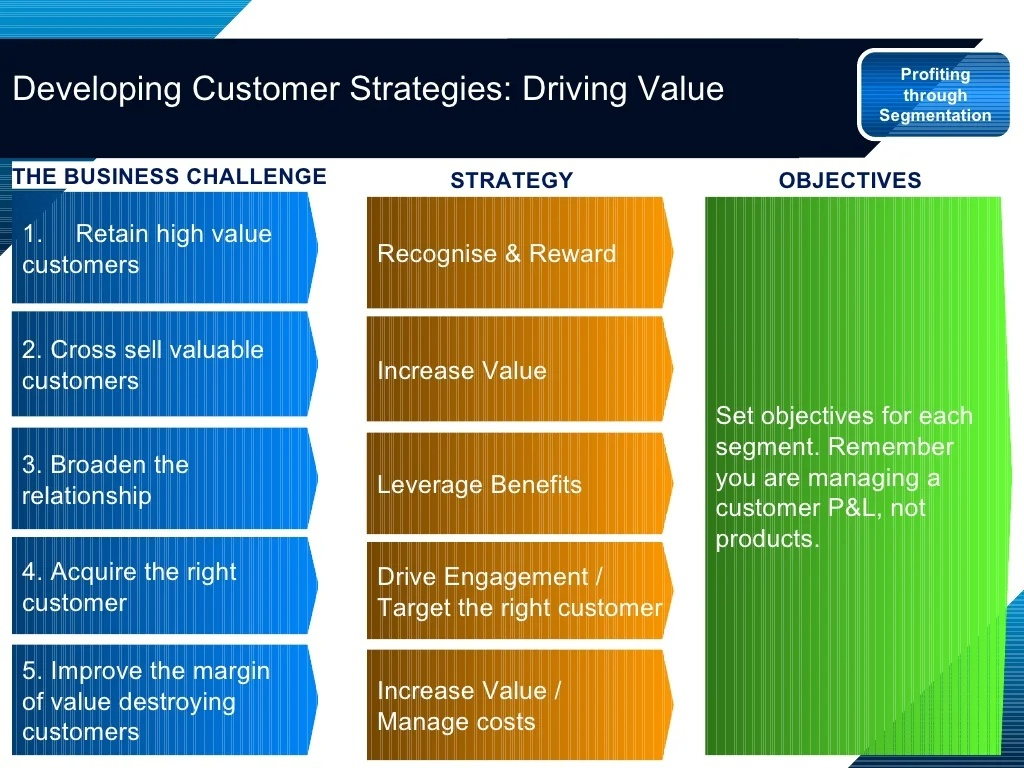 Developing Customer Strategies: Driving Value
Profiting
through
Segmentation
THE BUSINESS CHALLENGE
STRATEGY
OBJECTIVES
1. Retain high value
customers
Recognise & Reward
2. Cross sell valuable
customers
Increase Value
3. Broaden the
relationship
Leverage Benefits
4. Acquire the right
customer
Drive Engagement /
Target the right customer
5. Improve the margin
of value destroying
customers
Increase Value /
Manage costs
Set objectives for each
segment. Remember
you are managing a
customer P&L, not
products.